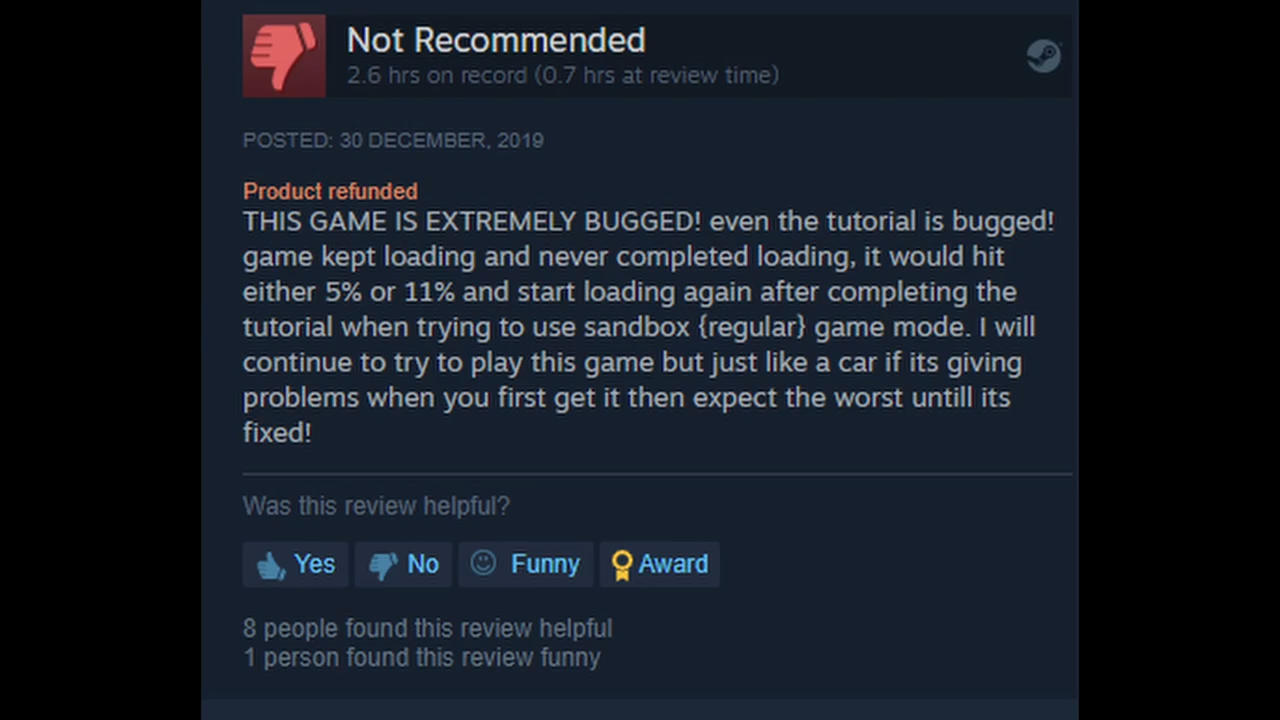 Not Recommended
2.6 hrs on record (0.7 hrs at review time)
POSTED: 30 DECEMBER, 2019
Product refunded
THIS GAME IS EXTREMELY BUGGED! even the tutorial is bugged!
game kept loading and never completed loading, it would hit
either 5% or 11% and start loading again after completing the
tutorial when trying to use sandbox {regular} game mode. I will
continue to try to play this game but just like a car if its giving
problems when you first get it then expect the worst untill its
fixed!
Was this review helpful?
Yes No Funny Award
8 people found this review helpful
1 person found this review funny